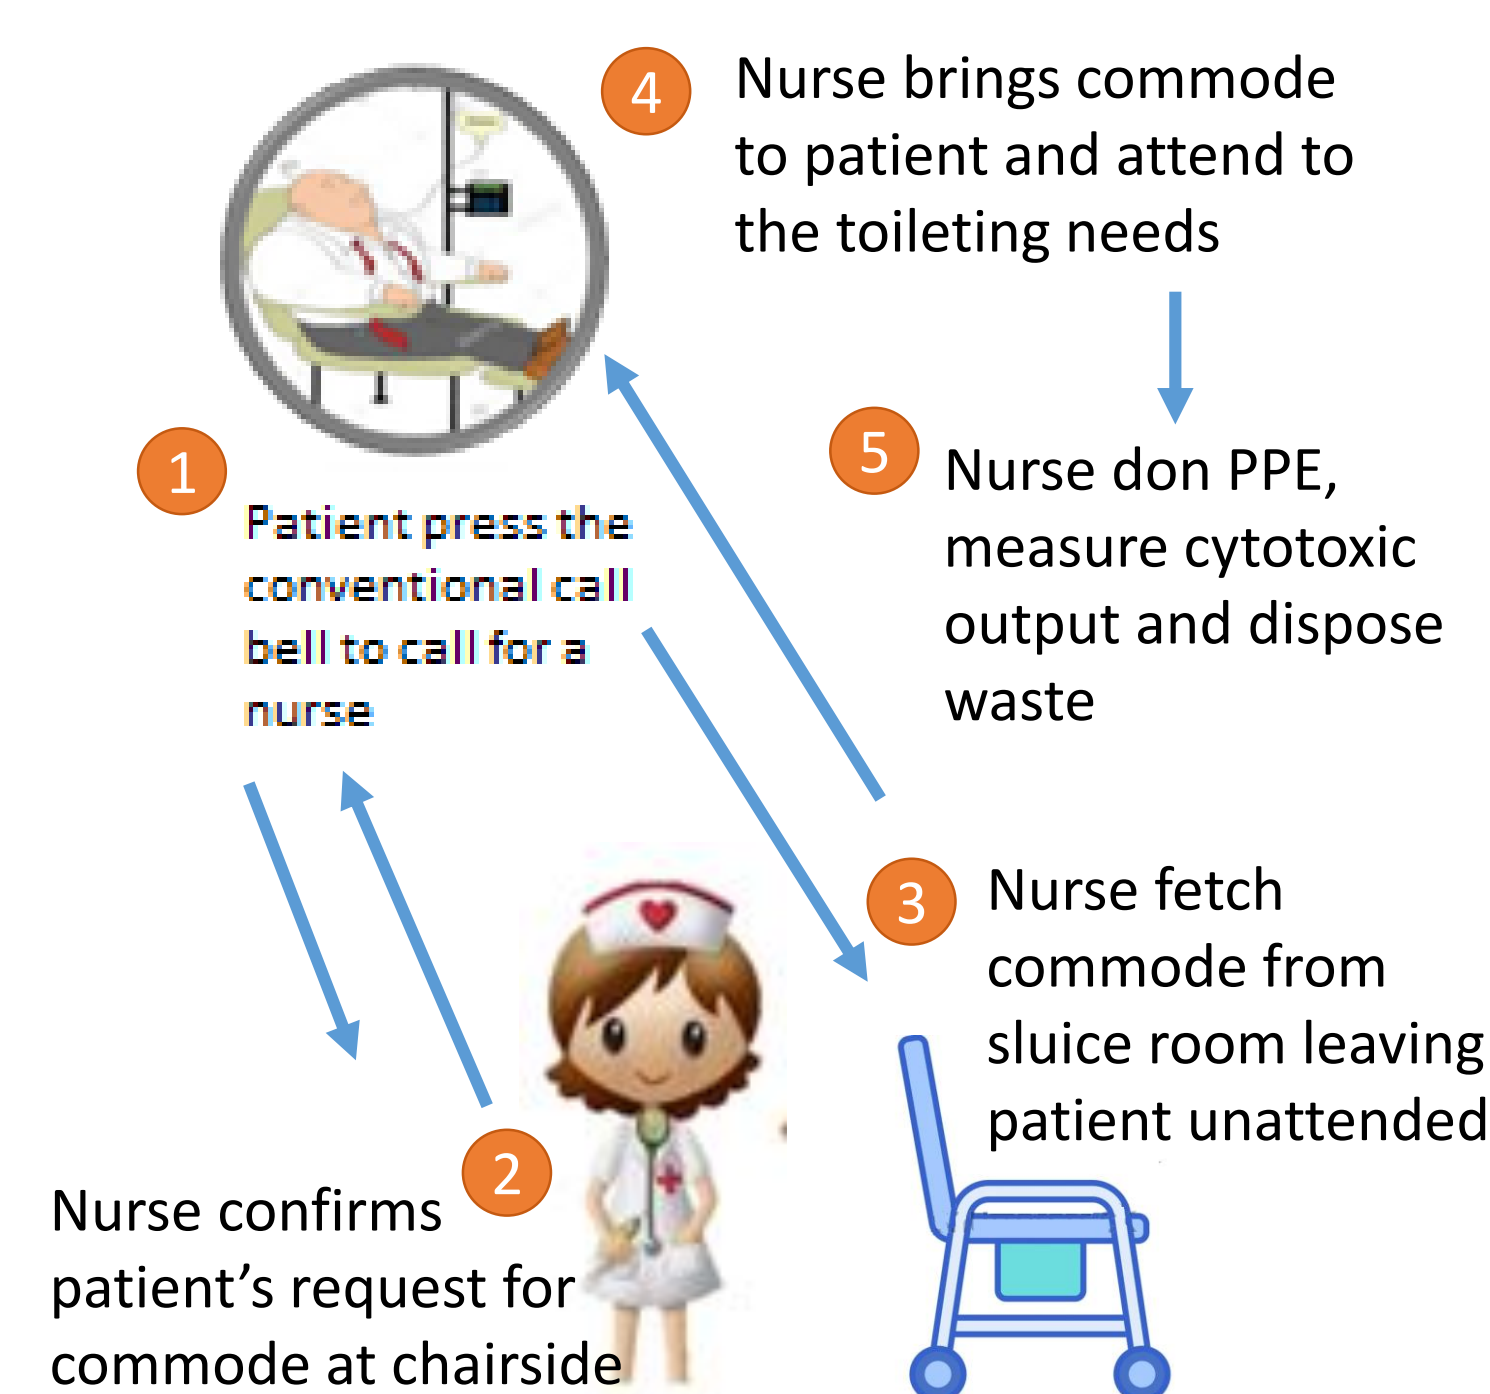 1
Patient press the
conventional call
bell to call for a
nurse
2
Nurse confirms
patient’s request for
commode at chairside
3
Nurse fetch
commode from
sluice room leaving
patient unattended
4
Nurse brings commode
to patient and attend to
the toileting needs
5
Nurse don PPE,
measure cytotoxic
output and dispose
waste